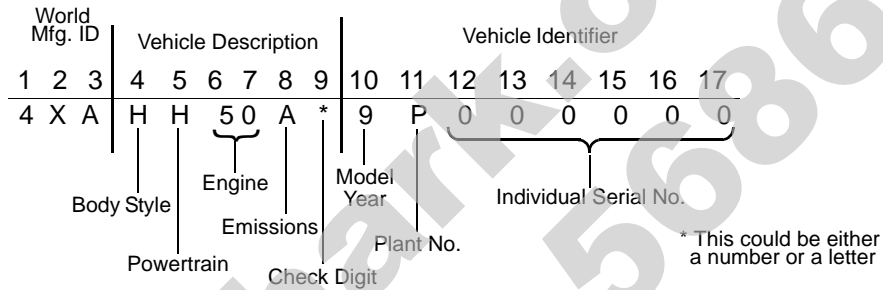 World
Mfg. ID
Vehicle Description
Vehicle Identifier
1 2 3 4 5 6 7 8 9 10 11 12 13 14 15 16 17
4 X A H H 5 0 A * 9 P 0 0 0 0 0 0
Engine
Model
Year
Body Style
Individual Serial No.
Emissions
Plant No.
* This could be either
a number or a letter
Powertrain
Check Digit